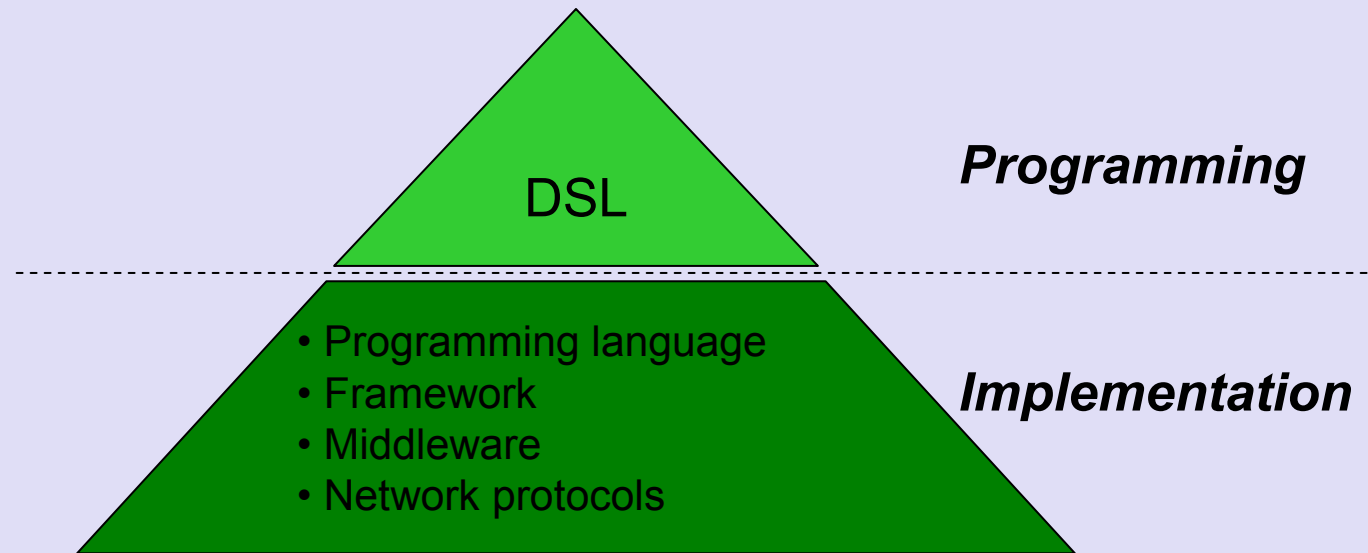 DSL
Programming
• Programming language
• Framework
• Middleware
• Network protocols
Implementation